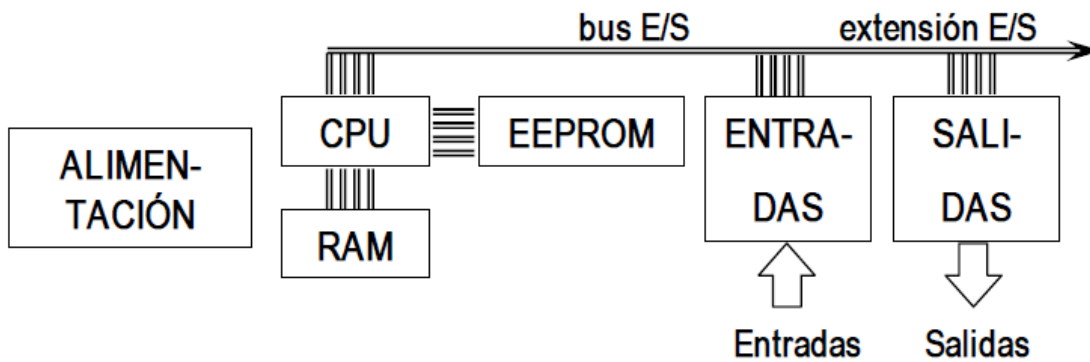 bus E/S
extensión E/S
ALIMEN-
TACIÓN
CPU
EEPROM
RAM
ENTRA-
DAS
SALI-
DAS
Entradas
Salidas